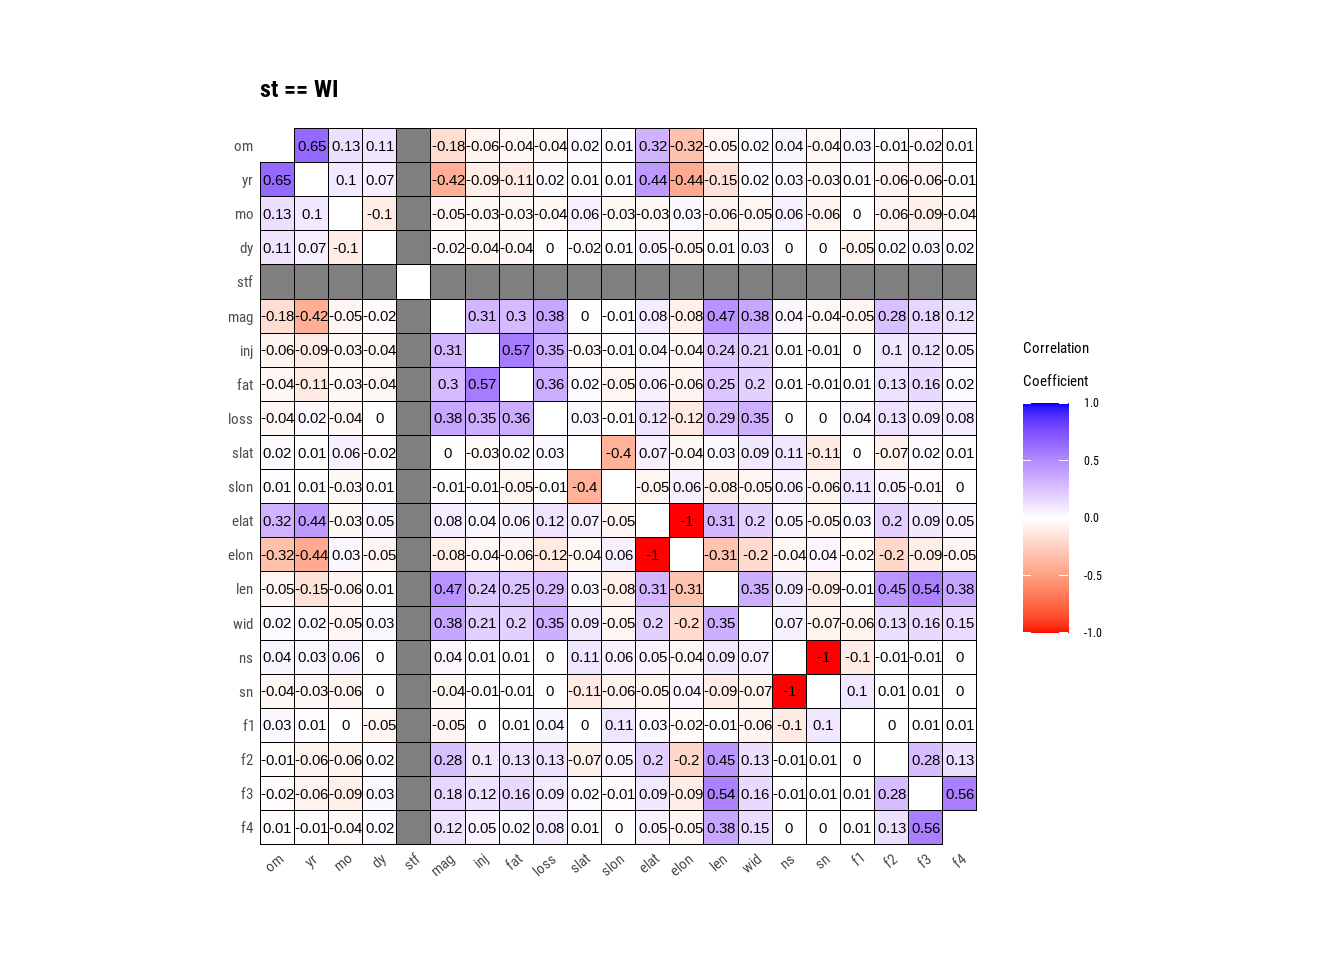 st == WI
om 0.65 0.13 0.11 -0.18 -0.06 -0.04 -0.04 0.02 0.01 0.32 -0.32 -0.05 0.02 0.04 -0.04 0.03 -0.01 -0.02 0.01
yr 0.65 0.1 0.07 -0.42 -0.09 -0.11 0.02 0.01 0.01 0.44 -0.44 -0.15 0.02 0.03 -0.03 0.01 -0.06 -0.06 -0.01
mo 0.13 0.1 -0.1 -0.05 -0.03 -0.03 -0.04 0.06 -0.03 -0.03 0.03 -0.06 -0.05 0.06 -0.06 0 -0.06 -0.09 -0.04
dy 0.11 0.07 -0.1 -0.02 -0.04 -0.04 0 -0.02 0.01 0.05 -0.05 0.01 0.03 0 0 -0.05 0.02 0.03 0.02
stf
mag -0.18 -0.42 -0.05 -0.02 0.31 0.3 0.38 0 -0.01 0.08 -0.08 0.47 0.38 0.04 -0.04 -0.05 0.28 0.18 0.12
inj -0.06 -0.09 -0.03 -0.04 0.31 0.57 0.35 -0.03 -0.01 0.04 -0.04 0.24 0.21 0.01 -0.01 0 0.1 0.12 0.05
fat -0.04 -0.11 -0.03 -0.04 0.3 0.57 0.36 0.02 -0.05 0.06 -0.06 0.25 0.2 0.01 -0.01 0.01 0.13 0.16 0.02
loss -0.04 0.02 -0.04 0 0.38 0.35 0.36 0.03 -0.01 0.12 -0.12 0.29 0.35 0 0 0.04 0.13 0.09 0.08
slat 0.02 0.01 0.06 -0.02 0 -0.03 0.02 0.03 -0.4 0.07 -0.04 0.03 0.09 0.11 -0.11 0 -0.07 0.02 0.01
slon 0.01 0.01 -0.03 0.01 -0.01 -0.01 -0.05 -0.01 -0.4 -0.05 0.06 -0.08 -0.05 0.06 -0.06 0.11 0.05 -0.01 0
elat 0.32 0.44 -0.03 0.05 0.08 0.04 0.06 0.12 0.07 -0.05 -1 0.31 0.2 0.05 -0.05 0.03 0.2 0.09 0.05
elon -0.32 -0.44 0.03 -0.05 -0.08 -0.04 -0.06 -0.12 -0.04 0.06 -1 -0.31 -0.2 -0.04 0.04 -0.02 -0.2 -0.09 -0.05
len -0.05 -0.15 -0.06 0.01 0.47 0.24 0.25 0.29 0.03 -0.08 0.31 -0.31 0.35 0.09 -0.09 -0.01 0.45 0.54 0.38
wid 0.02 0.02 -0.05 0.03 0.38 0.21 0.2 0.35 0.09 -0.05 0.2 -0.2 0.35 0.07 -0.07 -0.06 0.13 0.16 0.15
ns 0.04 0.03 0.06 0 0.04 0.01 0.01 0 0.11 0.06 0.05 -0.04 0.09 0.07 -1 -0.1 -0.01 -0.01 0
sn -0.04 -0.03 -0.06 0 -0.04 -0.01 -0.01 0 -0.11 -0.06 -0.05 0.04 -0.09 -0.07 -1 0.1 0.01 0.01 0
f1 0.03 0.01 0 -0.05 -0.05 0 0.01 0.04 0 0.11 0.03 -0.02 -0.01 -0.06 -0.1 0.1 0 0.01 0.01
f2 -0.01 -0.06 -0.06 0.02 0.28 0.1 0.13 0.13 -0.07 0.05 0.2 -0.2 0.45 0.13 -0.01 0.01 0 0.28 0.13
f3 -0.02 -0.06 -0.09 0.03 0.18 0.12 0.16 0.09 0.02 -0.01 0.09 -0.09 0.54 0.16 -0.01 0.01 0.01 0.28 0.56
f4 0.01 -0.01 -0.04 0.02 0.12 0.05 0.02 0.08 0.01 0 0.05 -0.05 0.38 0.15 0 0 0.01 0.13 0.56
om yr mo dy stf mag inj fat loss slat slon elat elon len wid ns sn f1 f2 f3 f4
Correlation
Coefficient
1.0
0.5
0.0
-0.5
-1.0